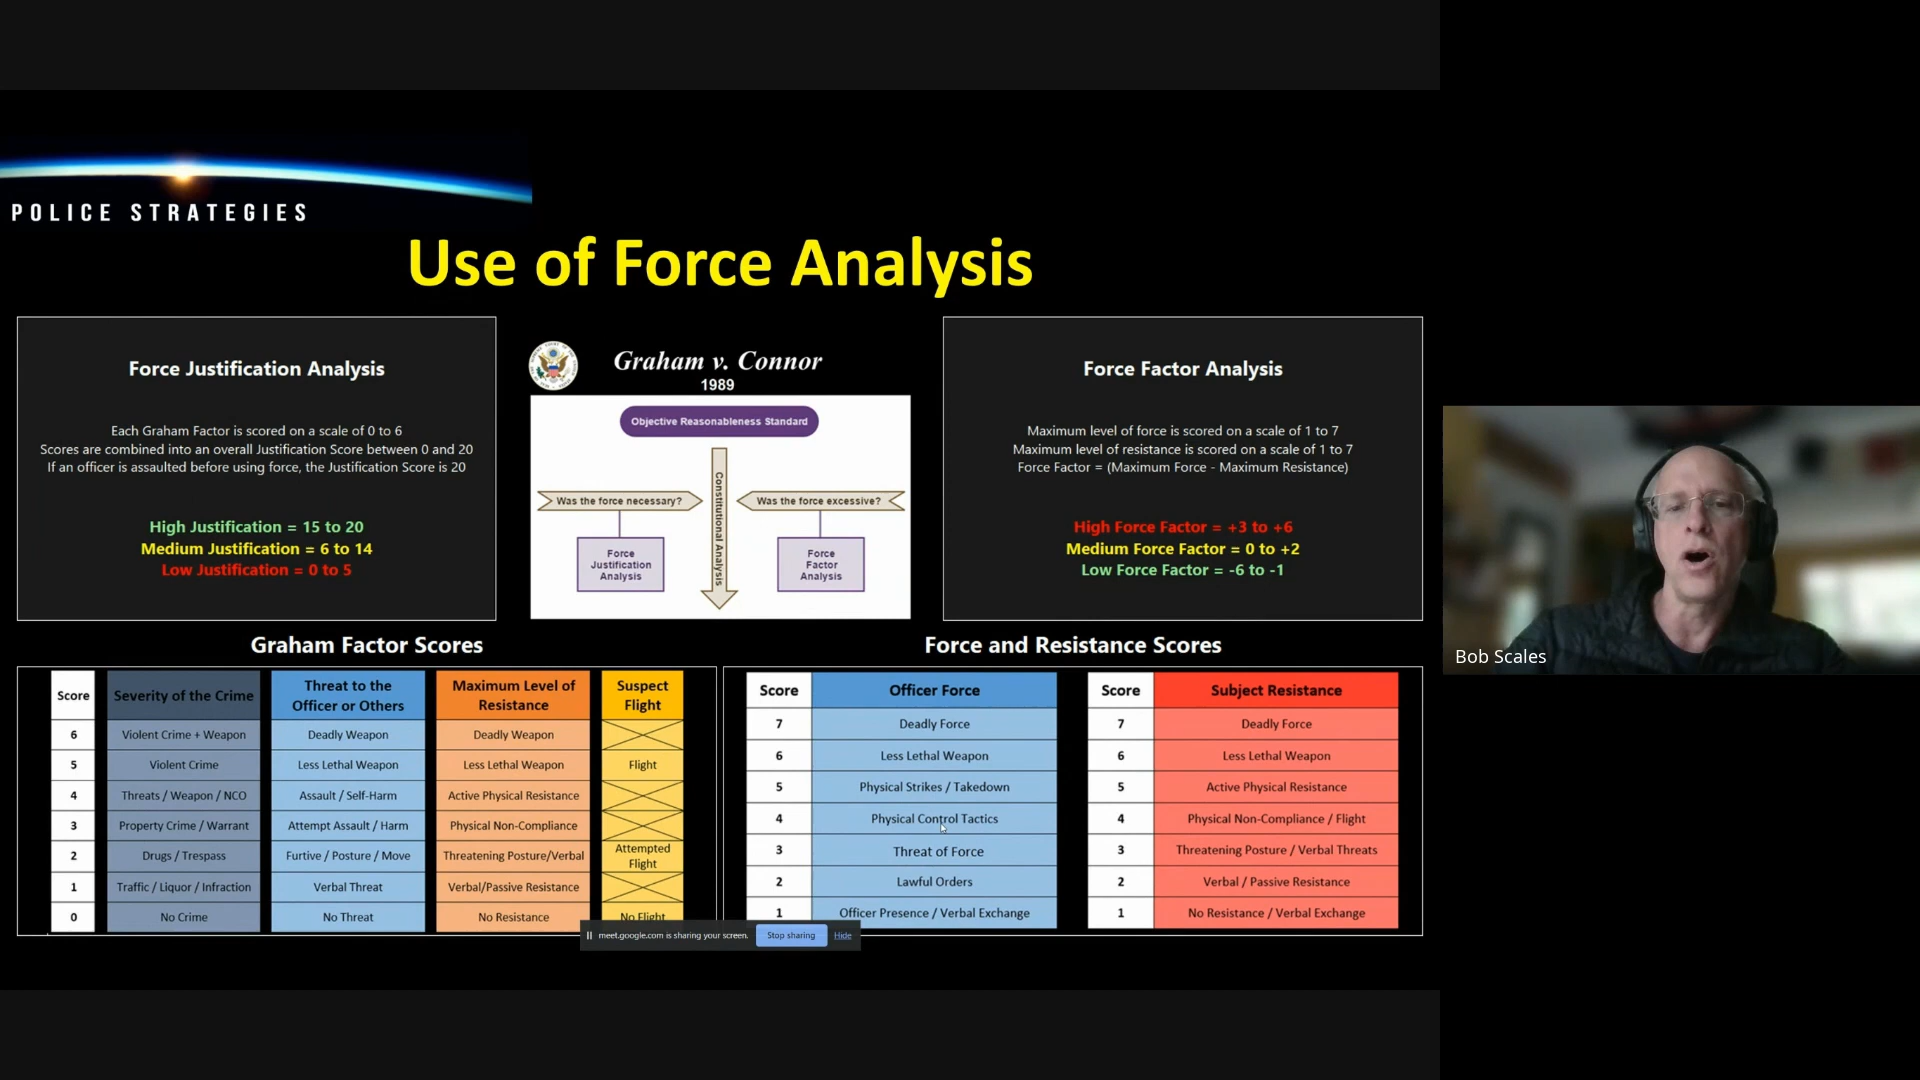 POLICE STRATEGIES
Use of Force Analysis
Force Justification Analysis
Each Graham Factor is scored on a scale of 0 to 6
Scores are combined into an overall Justification Score between 0 and 20
If an officer is assaulted before using force, the Justification Score is 20
High Justification = 15 to 20
Medium Justification = 6 to 14
Low Justification = 0 to 5
Graham v. Connor
1989
Objective Reasonableness Standard
Constitutional Analysis
Was the force necessary?
Was the force excessive?
Force
Justification
Analysis
Force
Factor
Analysis
Force Factor Analysis
Maximum level of force is scored on a scale of 1 to 7
Maximum level of resistance is scored on a scale of 1 to 7
Force Factor = (Maximum Force - Maximum Resistance)
High Force Factor = +3 to +6
Medium Force Factor = 0 to +2
Low Force Factor = -6 to -1
Graham Factor Scores
Score
Severity of the Crime
Threat to the
Officer or Others
Maximum Level of
Resistance
Suspect
Flight
6 Violent Crime + Weapon Deadly Weapon Deadly Weapon
5 Violent Crime Less Lethal Weapon Less Lethal Weapon Flight
4 Threats / Weapon / NCO Assault / Self-Harm Active Physical Resistance
3 Property Crime / Warrant Attempt Assault / Harm Physical Non-Compliance
2 Drugs / Trespass Furtive / Posture / Move Threatening Posture/Verbal Attempted
Flight
1 Traffic / Liquor / Infraction Verbal Threat Verbal/Passive Resistance
0 No Crime No Threat No Resistance No Flight
Force and Resistance Scores
Score Officer Force Score Subject Resistance
7 Deadly Force 7 Deadly Force
6 Less Lethal Weapon 6 Less Lethal Weapon
5 Physical Strikes / Takedown 5 Active Physical Resistance
4 Physical Control Tactics 4 Physical Non-Compliance / Flight
3 Threat of Force 3 Threatening Posture / Verbal Threats
2 Lawful Orders 2 Verbal / Passive Resistance
1 Officer Presence / Verbal Exchange 1 No Resistance / Verbal Exchange
meet.google.com is sharing your screen. Stop sharing Hide
Bob Scales